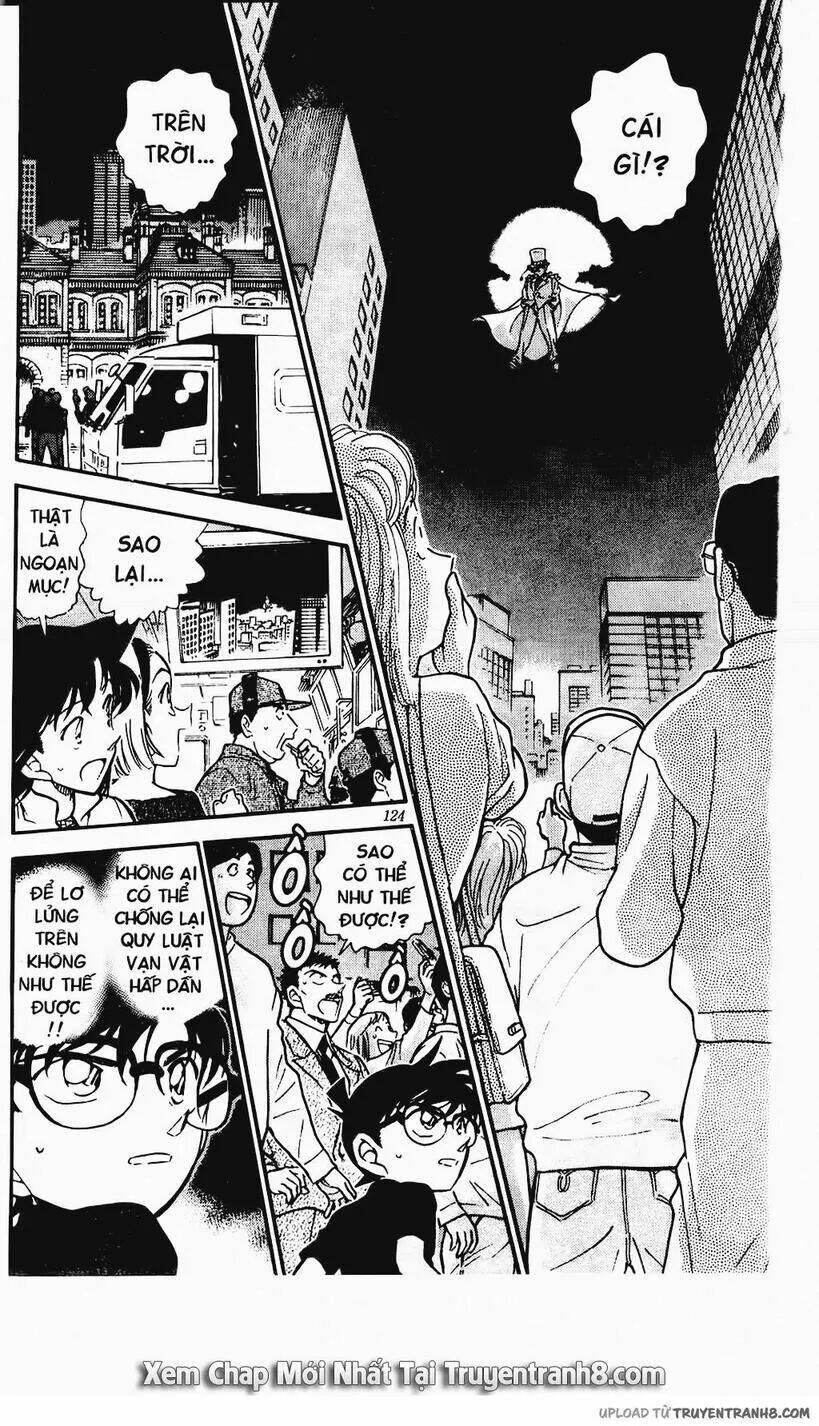 CÁI
GÌ!?
TRÊN
TRỜI...
SAO
LẠI...
THẬT
LÀ
NGOẠN
MỤC!
124
SAO
CÓ THỂ
NHƯ THẾ
ĐƯỢC!?
Ồ
Ồ
Ồ
KHÔNG AI
CÓ THỂ
CHỐNG LẠI
QUY LUẬT
VẠN VẬT
HẤP DẪN
...
ĐỂ LƠ
LỬNG
TRÊN
KHÔNG
NHƯ THẾ
ĐƯỢC
!!
Xem Chap Mới Nhất Tại Truyentranh8.com
UPLOAD TỪ TRUYENTRANH8.COM